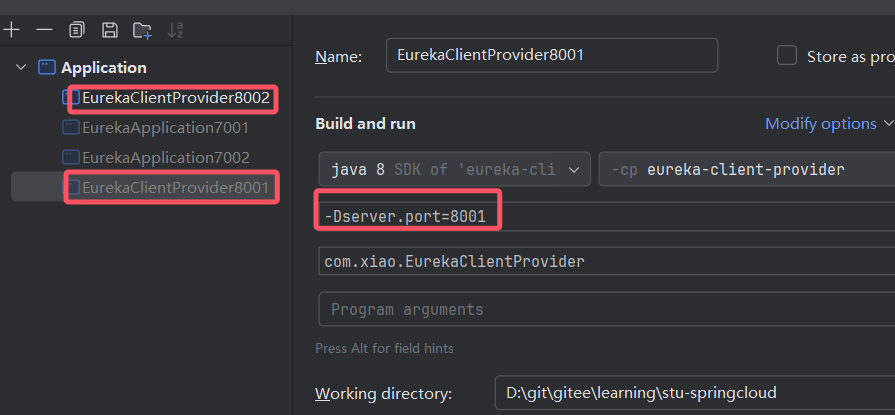 Application
EurekaClientProvider8002
EurekaApplication7001
EurekaApplication7002
EurekaClientProvider8001
Name: EurekaClientProvider8001 Store as pro
Build and run Modify options
java 8 SDK of 'eureka-cli -cp eureka-client-provider
-Dserver.port=8001
com.xiao.EurekaClientProvider
Program arguments
Press Alt for field hints
Working directory: D:\git\gitee\learning\stu-springcloud